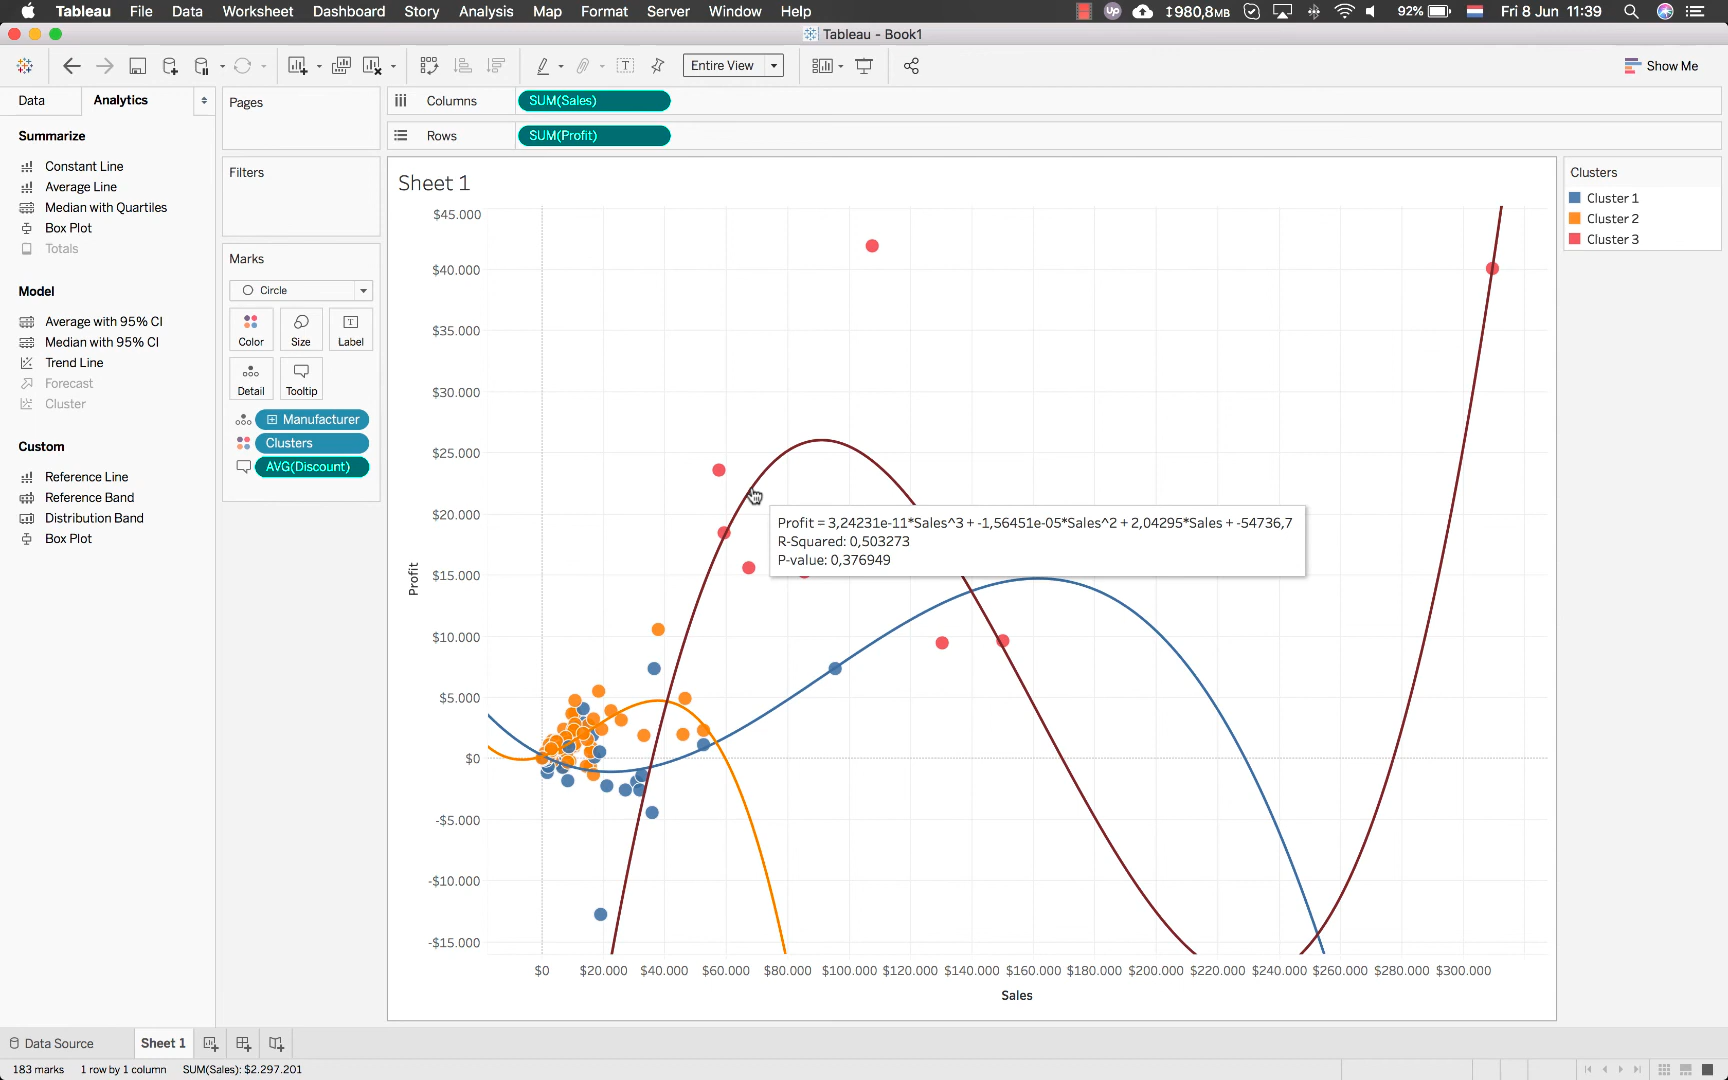 Tableau File Data Worksheet Dashboard Story Analysis Map Format Server Window Help
Up 980,8MB 92% Fri 8 Jun 11:39
Tableau - Book1
Entire View
Show Me
Data Analytics
Summarize
Constant Line
Average Line
Median with Quartiles
Box Plot
Totals
Model
Average with 95% CI
Median with 95% CI
Trend Line
Forecast
Cluster
Custom
Reference Line
Reference Band
Distribution Band
Box Plot
Pages
Filters
Marks
Circle
Color Size Label
Detail Tooltip
Manufacturer
Clusters
AVG(Discount)
Columns SUM(Sales)
Rows SUM(Profit)
Sheet 1
$45.000
$40.000
$35.000
$30.000
$25.000
$20.000
$15.000
$10.000
$5.000
$0
-$5.000
-$10.000
-$15.000
Profit
Profit = 3,24231e-11*Sales^3 + -1,56451e-05*Sales^2 + 2,04295*Sales + -54736,7
R-Squared: 0,503273
P-value: 0,376949
$0 $20.000 $40.000 $60.000 $80.000 $100.000 $120.000 $140.000 $160.000 $180.000 $200.000 $220.000 $240.000 $260.000 $280.000 $300.000
Sales
Clusters
Cluster 1
Cluster 2
Cluster 3
Data Source Sheet 1
183 marks 1 row by 1 column SUM(Sales): $2.297.201